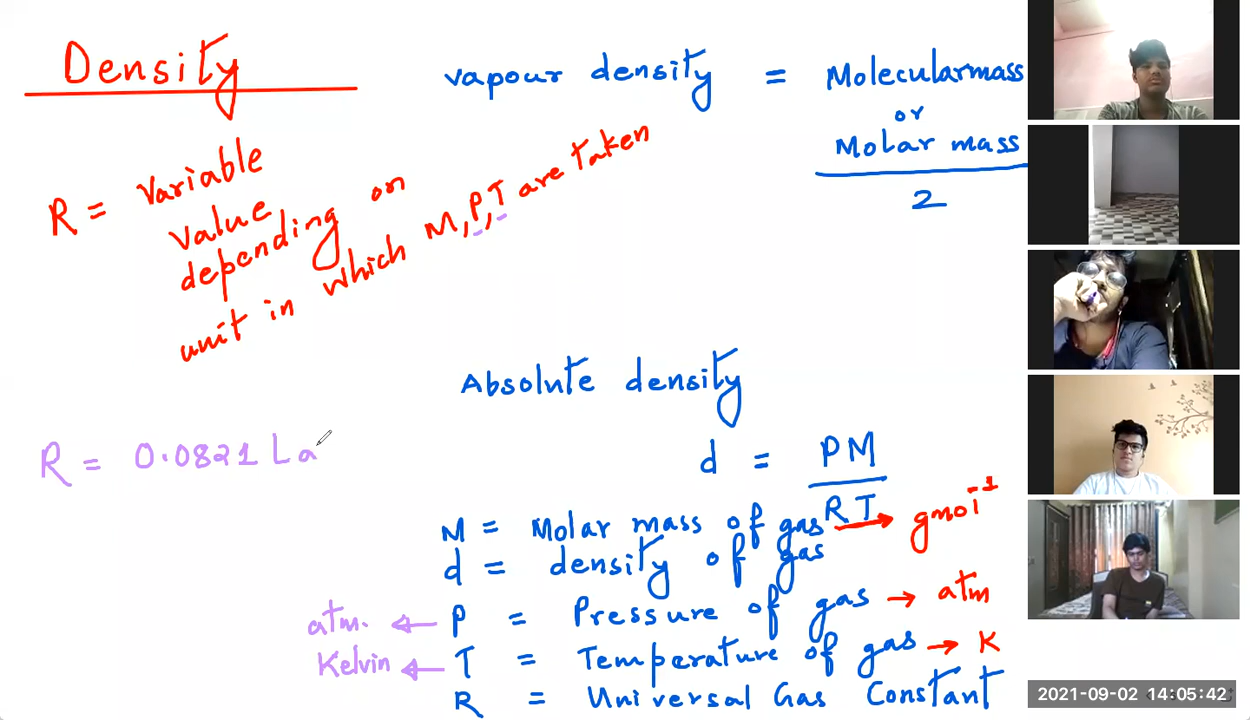 Density
vapour density = Molecularmass
or
Molar mass
2
R = Variable
value
depending on
unit in which M, P, T are taken
Absolute density
R = 0.0821 L a
d = PM
RT
M = Molar mass of gas → gmol-1
d = density of gas
atm. ← P = Pressure of gas → atm
Kelvin ← T = Temperature of gas → K
R = Universal Gas Constant
2021-09-02 14:05:42